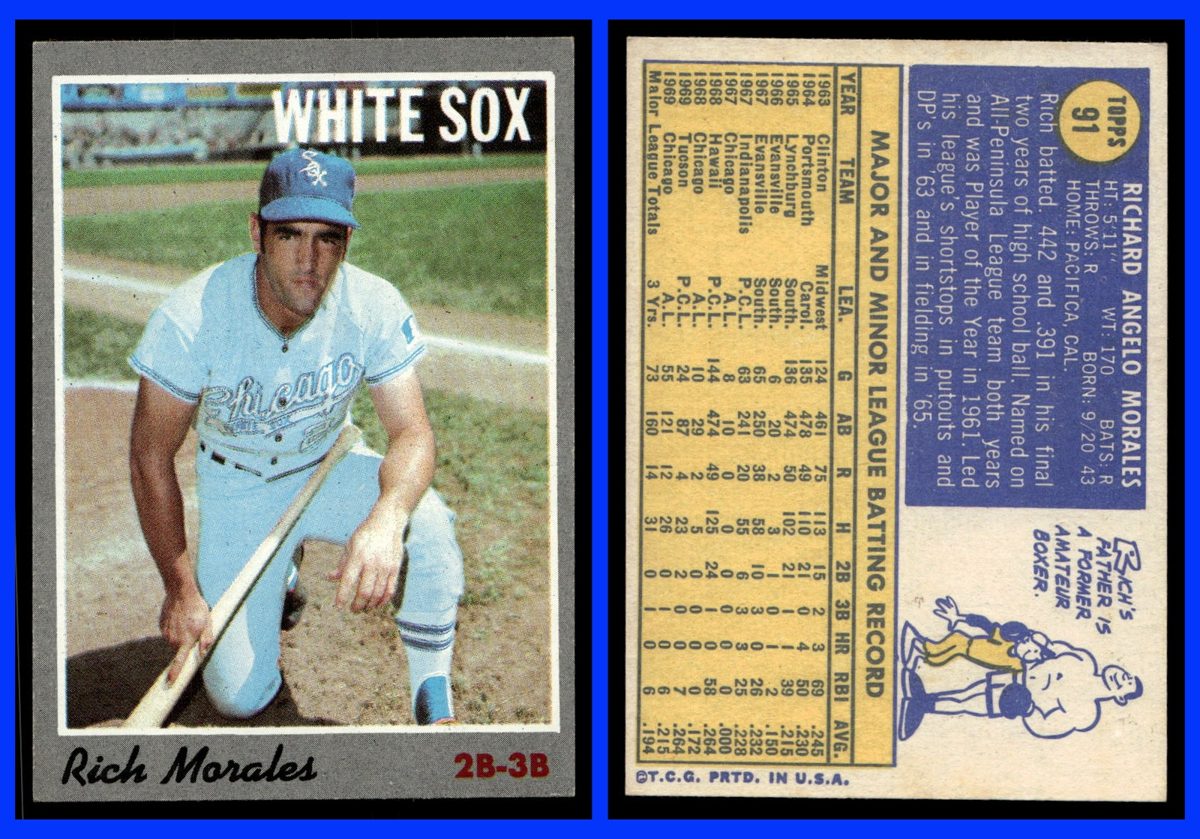 WHITE SOX
SOX
Chicago
WHITE SOX
Rich Morales
2B-3B
TOPPS
91
RICHARD ANGELO MORALES
HT: 5'11" WT: 170 BATS: R
THROWS: R BORN: 9/20 43
HOME: PACIFICA, CAL.
Rich batted. 442 and .391 in his final
two years of high school ball. Named on
All-Peninsula League team both years
and was Player of the Year in 1961. Led
his league's shortstops in putouts and
DP's in '63 and in fielding in '65.
RICH'S
FATHER IS
A FORMER
AMATEUR
BOXER.
MAJOR AND MINOR LEAGUE BATTING RECORD
YEAR TEAM LEA. G AB R H 2B 3B HR RBI AVG.
1963 Clinton Midwest 124 461 75 113 15 2 3 69 .245
1964 Portsmouth Carol. 135 478 49 110 21 0 4 50 .230
1965 Lynchburg South. 136 474 50 102 21 1 39 .215
1966 Evansville South. 6 20 2 3 1 0 0 2 .150
1967 Evansville South. 65 250 38 58 10 3 26 .232
1967 Indianapolis P.C.L. 63 241 20 55 6 3 25 .228
1967 Chicago A.L. 8 10 0 0 0 0 0 0 .000
1968 Hawaii P.C.L. 144 474 49 125 24 1 58 .264
1968 Chicago A.L. 10 29 2 5 0 0 0 0 .172
1969 Tucson P.C.L. 24 87 4 23 2 0 0 7 .264
1969 Chicago A.L. 55 121 12 26 0 1 0 6 .215
Major League Totals 3 Yrs. 73 160 14 31 0 1 0 6 .194
©T.C.G. PRTD. IN U.S.A.